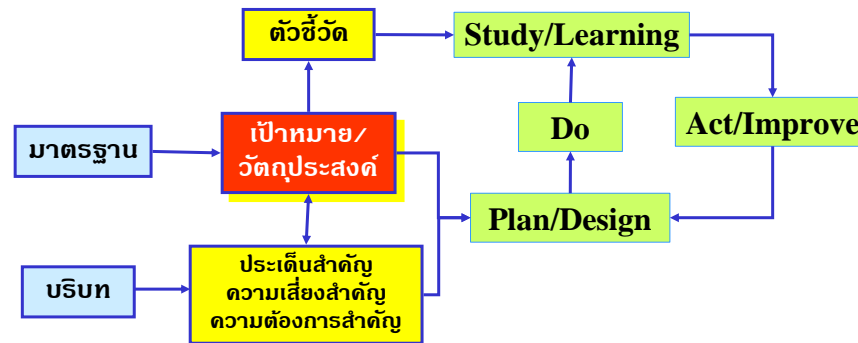 ตัวชี้วัด
Study/Learning
เป้าหมาย/
วัตถุประสงค์
Do
Act/Improve
มาตรฐาน
Plan/Design
ประเด็นสำคัญ
ความเสี่ยงสำคัญ
ความต้องการสำคัญ
บริบท